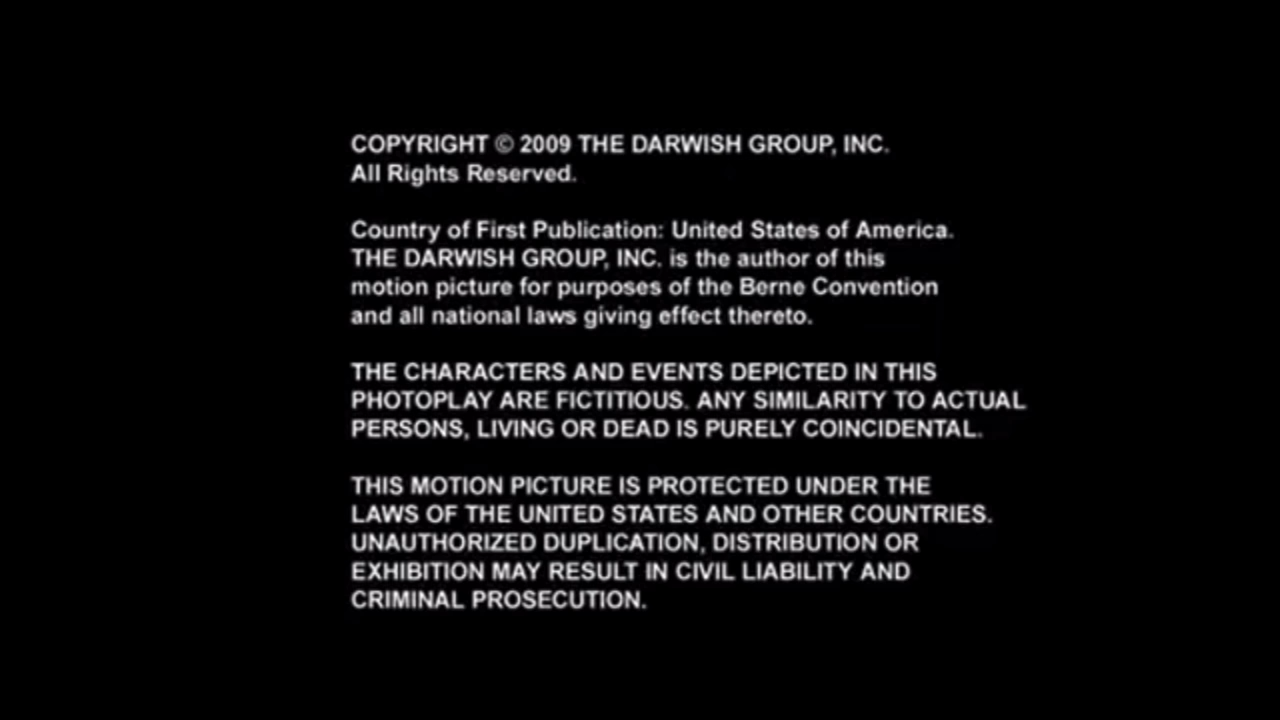 COPYRIGHT © 2009 THE DARWISH GROUP, INC.
All Rights Reserved.
Country of First Publication: United States of America.
THE DARWISH GROUP, INC. is the author of this
motion picture for purposes of the Berne Convention
and all national laws giving effect thereto.
THE CHARACTERS AND EVENTS DEPICTED IN THIS
PHOTOPLAY ARE FICTITIOUS. ANY SIMILARITY TO ACTUAL
PERSONS, LIVING OR DEAD IS PURELY COINCIDENTAL.
THIS MOTION PICTURE IS PROTECTED UNDER THE
LAWS OF THE UNITED STATES AND OTHER COUNTRIES.
UNAUTHORIZED DUPLICATION, DISTRIBUTION OR
EXHIBITION MAY RESULT IN CIVIL LIABILITY AND
CRIMINAL PROSECUTION.